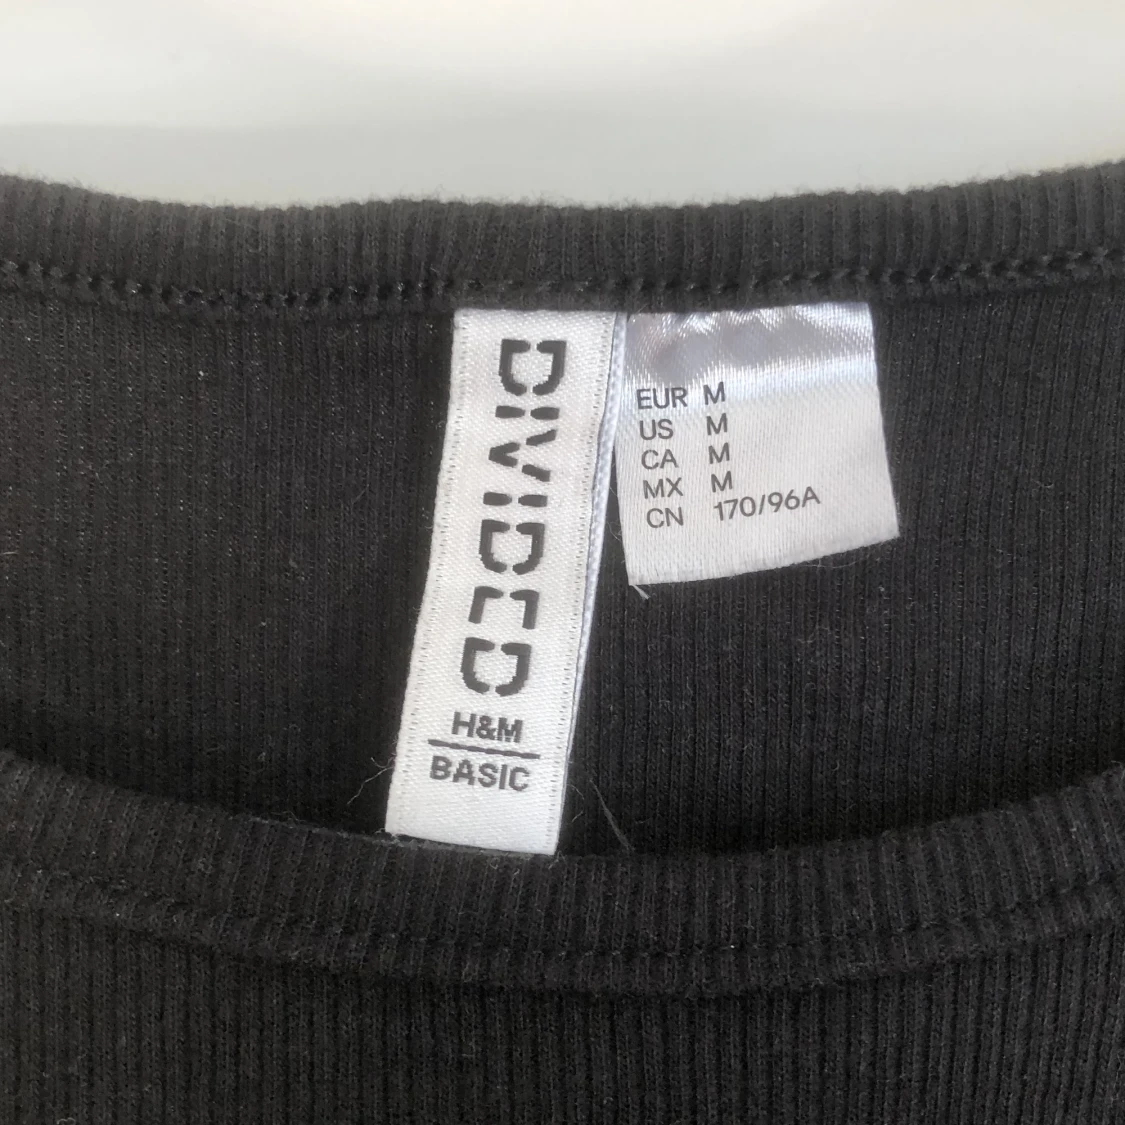 DIVIDED
H&M
BASIC
EUR M
US M
CA M
MX M
CN 170/96A